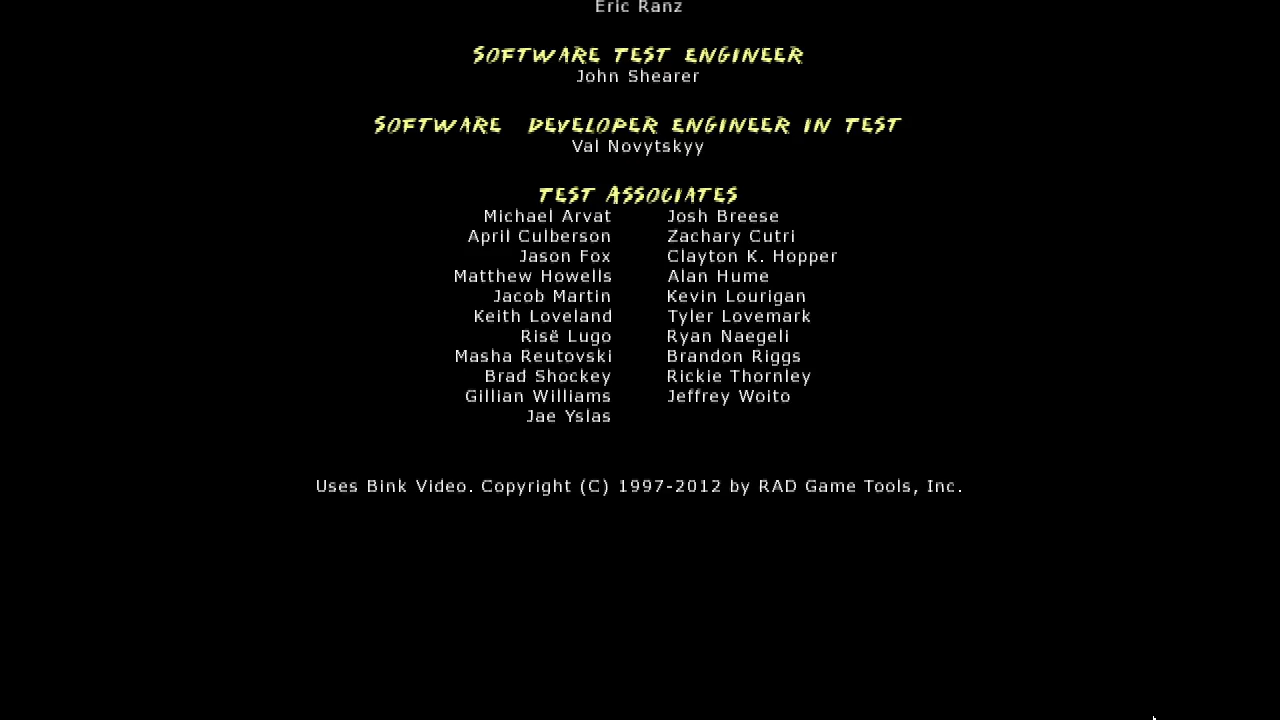 Eric Ranz
SOFTWARE TEST ENGINEER
John Shearer
SOFTWARE DEVELOPER ENGINEER IN TEST
Val Novytskyy
TEST ASSOCIATES
Michael Arvat Josh Breese
April Culberson Zachary Cutri
Jason Fox Clayton K. Hopper
Matthew Howells Alan Hume
Jacob Martin Kevin Lourigan
Keith Loveland Tyler Lovemark
Risë Lugo Ryan Naegeli
Masha Reutovski Brandon Riggs
Brad Shockey Rickie Thornley
Gillian Williams Jeffrey Woito
Jae Yslas
Uses Bink Video. Copyright (C) 1997-2012 by RAD Game Tools, Inc.